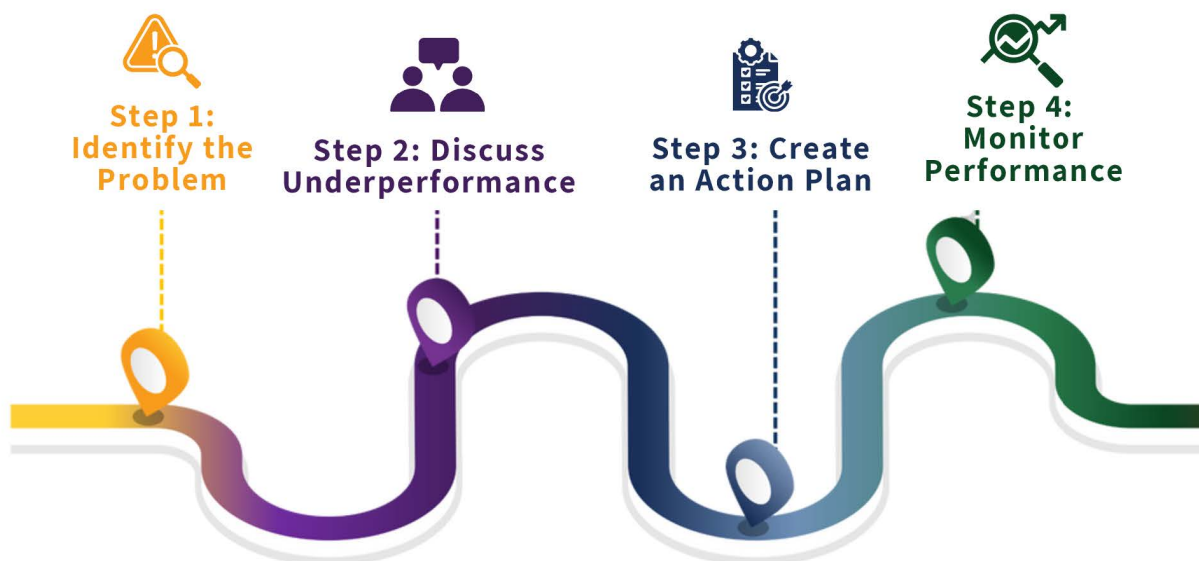 Step 1:
Identify the
Problem
Step 2: Discuss
Underperformance
Step 3: Create
an Action Plan
Step 4:
Monitor
Performance